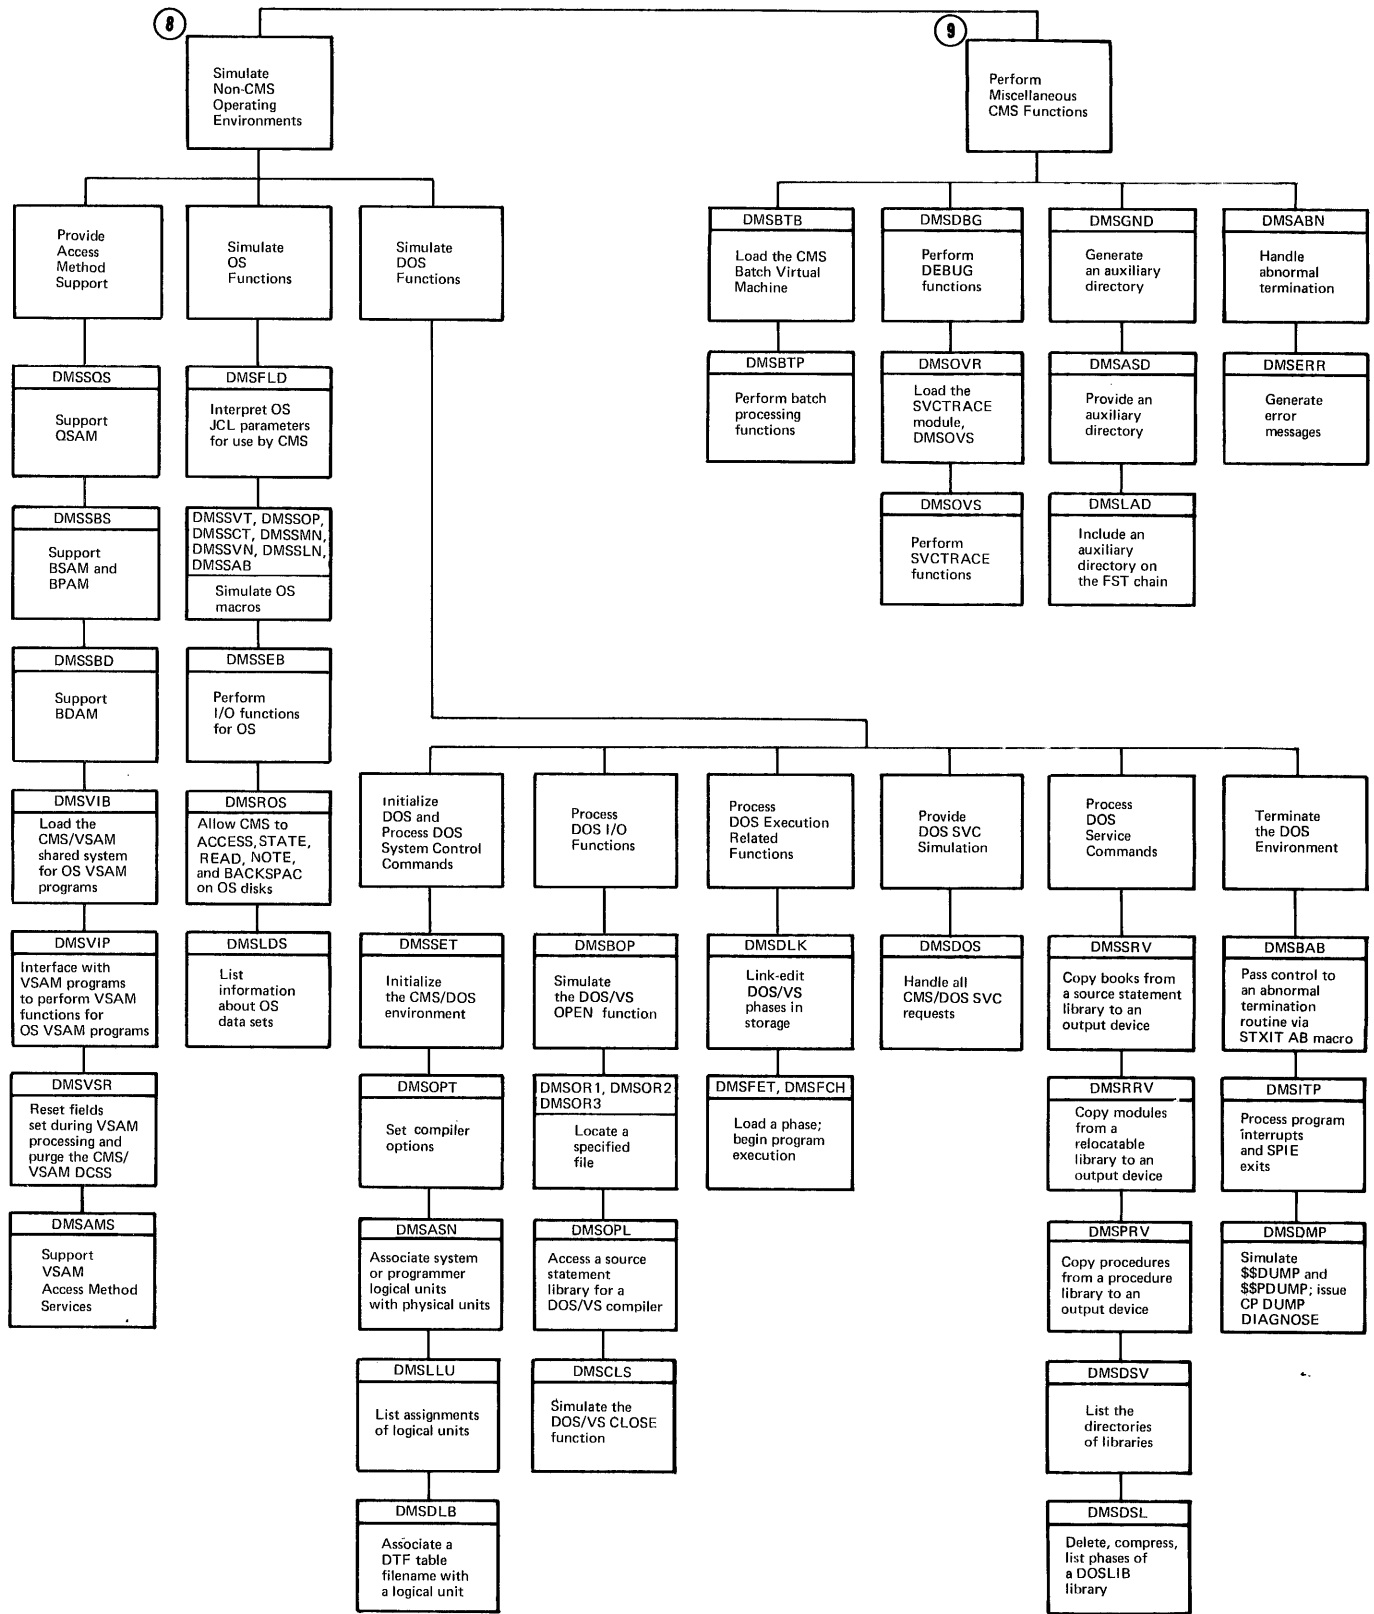 8
Simulate
Non-CMS
Operating
Environments
9
Perform
Miscellaneous
CMS Functions
Provide
Access
Method
Support
Simulate
OS
Functions
Simulate
DOS
Functions
DMSSQS
Support
QSAM
DMSSBS
Support
BSAM and
BPAM
DMSSBD
Support
BDAM
DMSVIB
Load the
CMS/VSAM
shared system
for OS VSAM
programs
DMSVIP
Interface with
VSAM programs
to perform VSAM
functions for
OS VSAM programs
DMSVSR
Reset fields
set during VSAM
processing and
purge the CMS/
VSAM DCSS
DMSAMS
Support
VSAM
Access Method
Services
DMSFLD
Interpret OS
JCL parameters
for use by CMS
DMSSVT, DMSSOP,
DMSSCT, DMSSMN,
DMSSVN, DMSSLN,
DMSSAB
Simulate OS
macros
DMSSEB
Perform
I/O functions
for OS
DMSROS
Allow CMS to
ACCESS, STATE,
READ, NOTE,
and BACKSPAC
on OS disks
DMSLDS
List
information
about OS
data sets
Initialize
DOS and
Process DOS
System Control
Commands
DMSSET
Initialize
the CMS/DOS
environment
DMSOPT
Set compiler
options
DMSASN
Associate system
or programmer
logical units
with physical units
DMSLLU
List assignments
of logical units
DMSDLB
Associate a
DTF table
filename with
a logical unit
Process
DOS I/O
Functions
DMSBOP
Simulate
the DOS/VS
OPEN function
DMSOR1, DMSOR2
DMSOR3
Locate a
specified
file
DMSOPL
Access a source
statement
library for a
DOS/VS compiler
DMSCLS
Simulate the
DOS/VS CLOSE
function
Process
DOS Execution
Related
Functions
DMSDLK
Link-edit
DOS/VS
phases in
storage
DMSFET, DMSFCH
Load a phase;
begin program
execution
Provide
DOS SVC
Simulation
DMSDOS
Handle all
CMS/DOS SVC
requests
Process
DOS
Service
Commands
DMSSRV
Copy books from
a source statement
library to an
output device
DMSRRV
Copy modules
from a
relocatable
library to an
output device
DMSPRV
Copy procedures
from a procedure
library to an
output device
DMSDSV
List the
directories
of libraries
DMSDSL
Delete, compress,
list phases of
a DOSLIB
library
Terminate
the DOS
Environment
DMSBAB
Pass control to
an abnormal
termination
routine via
STXIT AB macro
DMSITP
Process program
interrupts
and SPIE
exits
DMSDMP
Simulate
$$DUMP and
$$PDUMP; issue
CP DUMP
DIAGNOSE
DMSBTB
Load the CMS
Batch Virtual
Machine
DMSBTP
Perform batch
processing
functions
DMSDBG
Perform
DEBUG
functions
DMSOVR
Load the
SVCTRACE
module,
DMSOVS
DMSOVS
Perform
SVCTRACE
functions
DMSGND
Generate
an auxiliary
directory
DMSASD
Provide an
auxiliary
directory
DMSLAD
Include an
auxiliary
directory on
the FST chain
DMSABN
Handle
abnormal
termination
DMSERR
Generate
error
messages